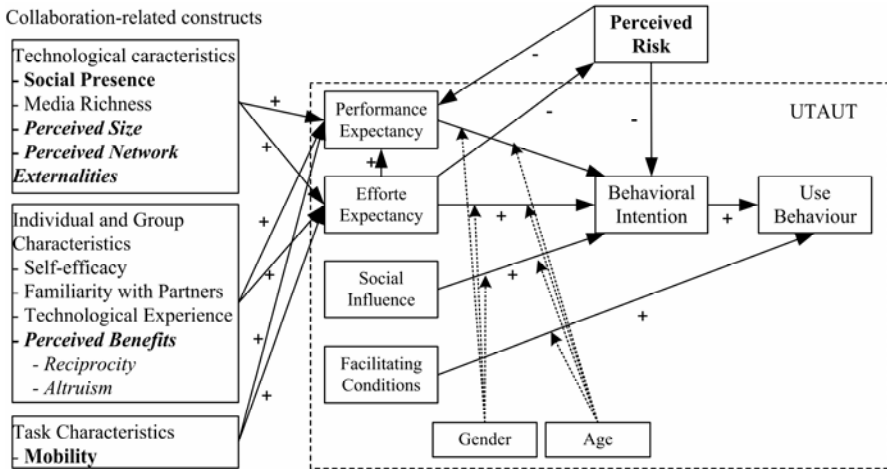 Collaboration-related constructs
Technological caracteristics
- Social Presence
- Media Richness
- Perceived Size
- Perceived Network
Externalities
Individual and Group
Characteristics
- Self-efficacy
- Familiarity with Partners
- Technological Experience
- Perceived Benefits
- Reciprocity
- Altruism
Task Characteristics
- Mobility
Perceived
Risk
UTAUT
Performance
Expectancy
Efforte
Expectancy
Social
Influence
Facilitating
Conditions
Behavioral
Intention
Use
Behaviour
Gender
Age
+
+
+
+
+
+
+
+
+
+
+
-
-
-